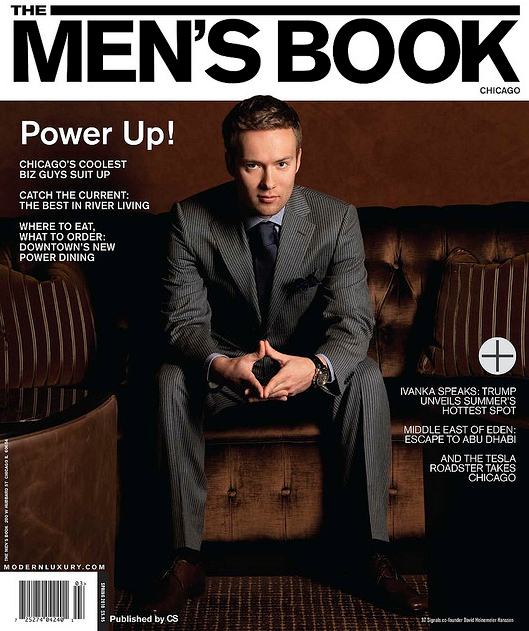 THE
MEN'S BOOK
CHICAGO
Power Up!
CHICAGO'S COOLEST
BIZ GUYS SUIT UP
CATCH THE CURRENT:
THE BEST IN RIVER LIVING
WHERE TO EAT,
WHAT TO ORDER:
DOWNTOWN'S NEW
POWER DINING
IVANKA SPEAKS: TRUMP
UNVEILS SUMMER'S
HOTTEST SPOT
MIDDLE EAST OF EDEN:
ESCAPE TO ABU DHABI
AND THE TESLA
ROADSTER TAKES
CHICAGO
THE MEN'S BOOK 200 W HUBBARD ST CHICAGO IL 60654
MODERNLUXURY.COM
SPRING 2010 $5.95
7 25274 04240 1
Published by CS
37 Signals co-founder David Heinemeier Hansson